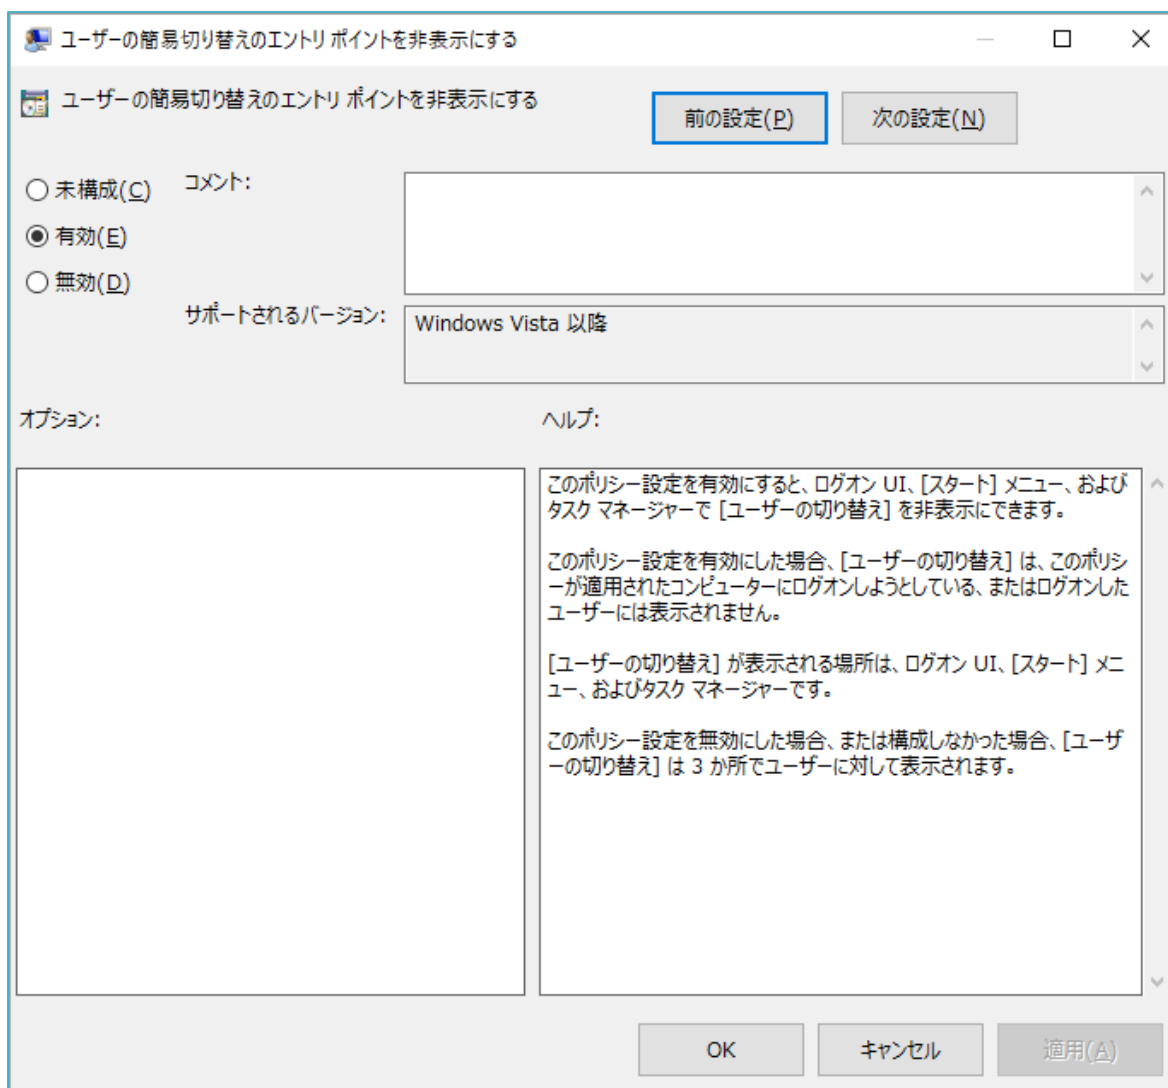 ユーザーの簡易切り替えのエントリ ポイントを非表示にする
ユーザーの簡易切り替えのエントリ ポイントを非表示にする
前の設定(P)
次の設定(N)
未構成(C)
有効(E)
無効(D)
コメント:
サポートされるバージョン:
Windows Vista 以降
オプション:
ヘルプ:
このポリシー設定を有効にすると、ログオン UI、[スタート] メニュー、および
タスク マネージャーで [ユーザーの切り替え] を非表示にできます。
このポリシー設定を有効にした場合、[ユーザーの切り替え] は、このポリシ
ーが適用されたコンピューターにログオンしようとしている、またはログオンした
ユーザーには表示されません。
[ユーザーの切り替え] が表示される場所は、ログオン UI、[スタート] メニ
ュー、およびタスク マネージャーです。
このポリシー設定を無効にした場合、または構成しなかった場合、[ユーザ
ーの切り替え] は 3 か所でユーザーに対して表示されます。
OK
キャンセル
適用(A)